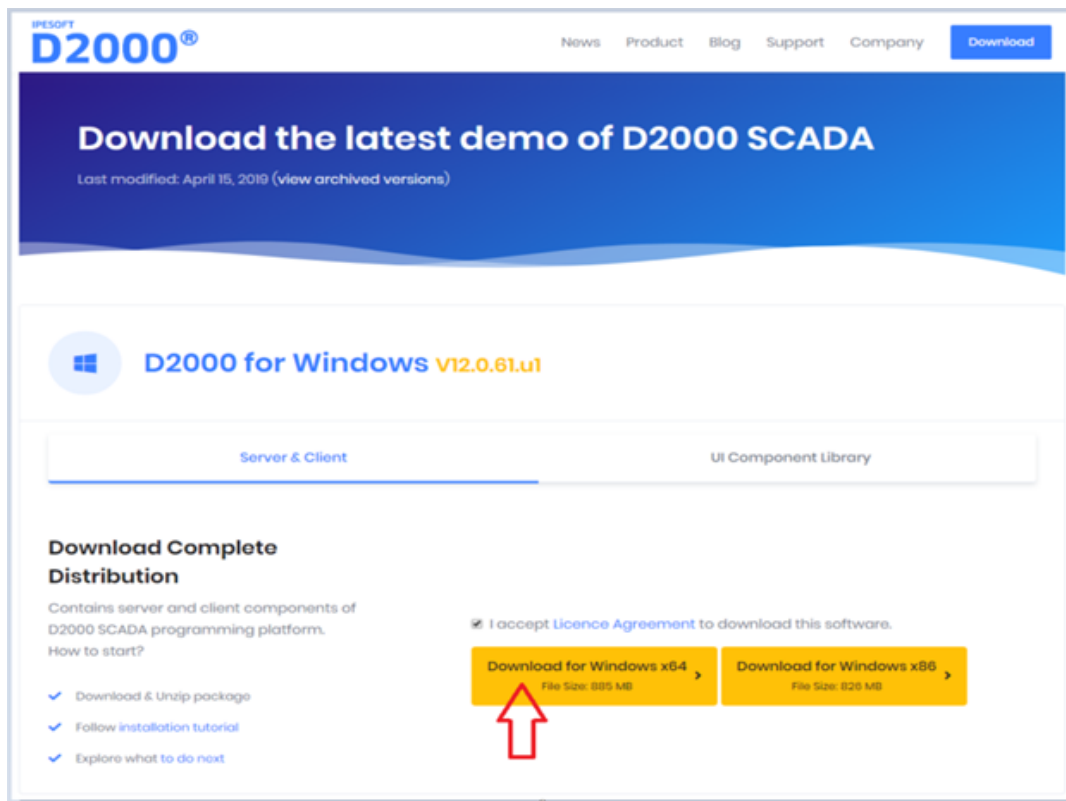 IPESOFT
D2000®
News Product Blog Support Company Download
Download the latest demo of D2000 SCADA
Last modified: April 15, 2019 (view archived versions)
D2000 for Windows V12.0.61.u1
Server & Client
UI Component Library
Download Complete
Distribution
Contains server and client components of
D2000 SCADA programming platform.
How to start?
Download & Unzip package
Follow installation tutorial
Explore what to do next
I accept Licence Agreement to download this software.
Download for Windows x64
File Size: 885 MB
Download for Windows x86
File Size: 826 MB